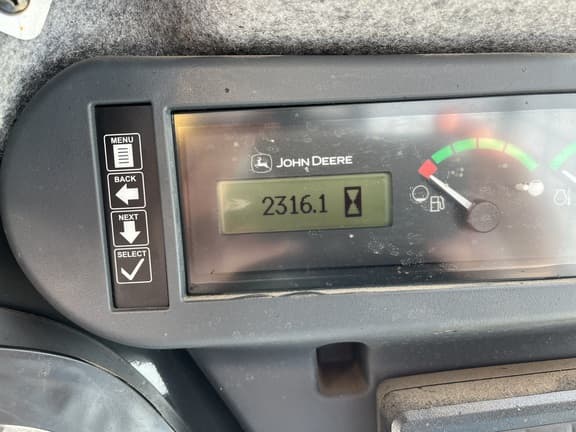 MENU
BACK
NEXT
SELECT
JOHN DEERE
2316.1